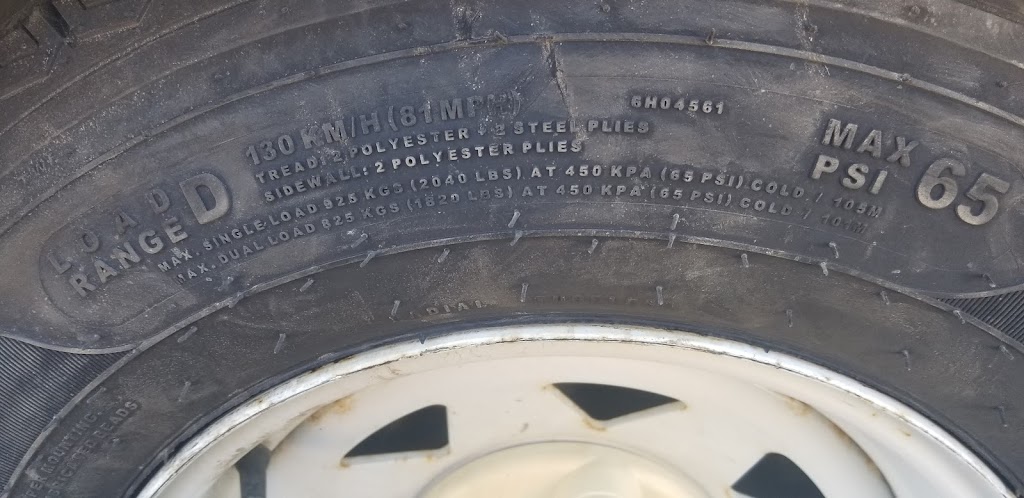 LOAD
RANGE D
130 KM/H (81 MPH)
TREAD: 2 POLYESTER + 2 STEEL PLIES
SIDEWALL: 2 POLYESTER PLIES
MAX. SINGLE LOAD 925 KGS (2040 LBS) AT 450 KPA (65 PSI) COLD /
MAX. DUAL LOAD 825 KGS (1820 LBS) AT 450 KPA (65 PSI) COLD /
6H04561
MAX
PSI 65
MOUNTING.
BEADS